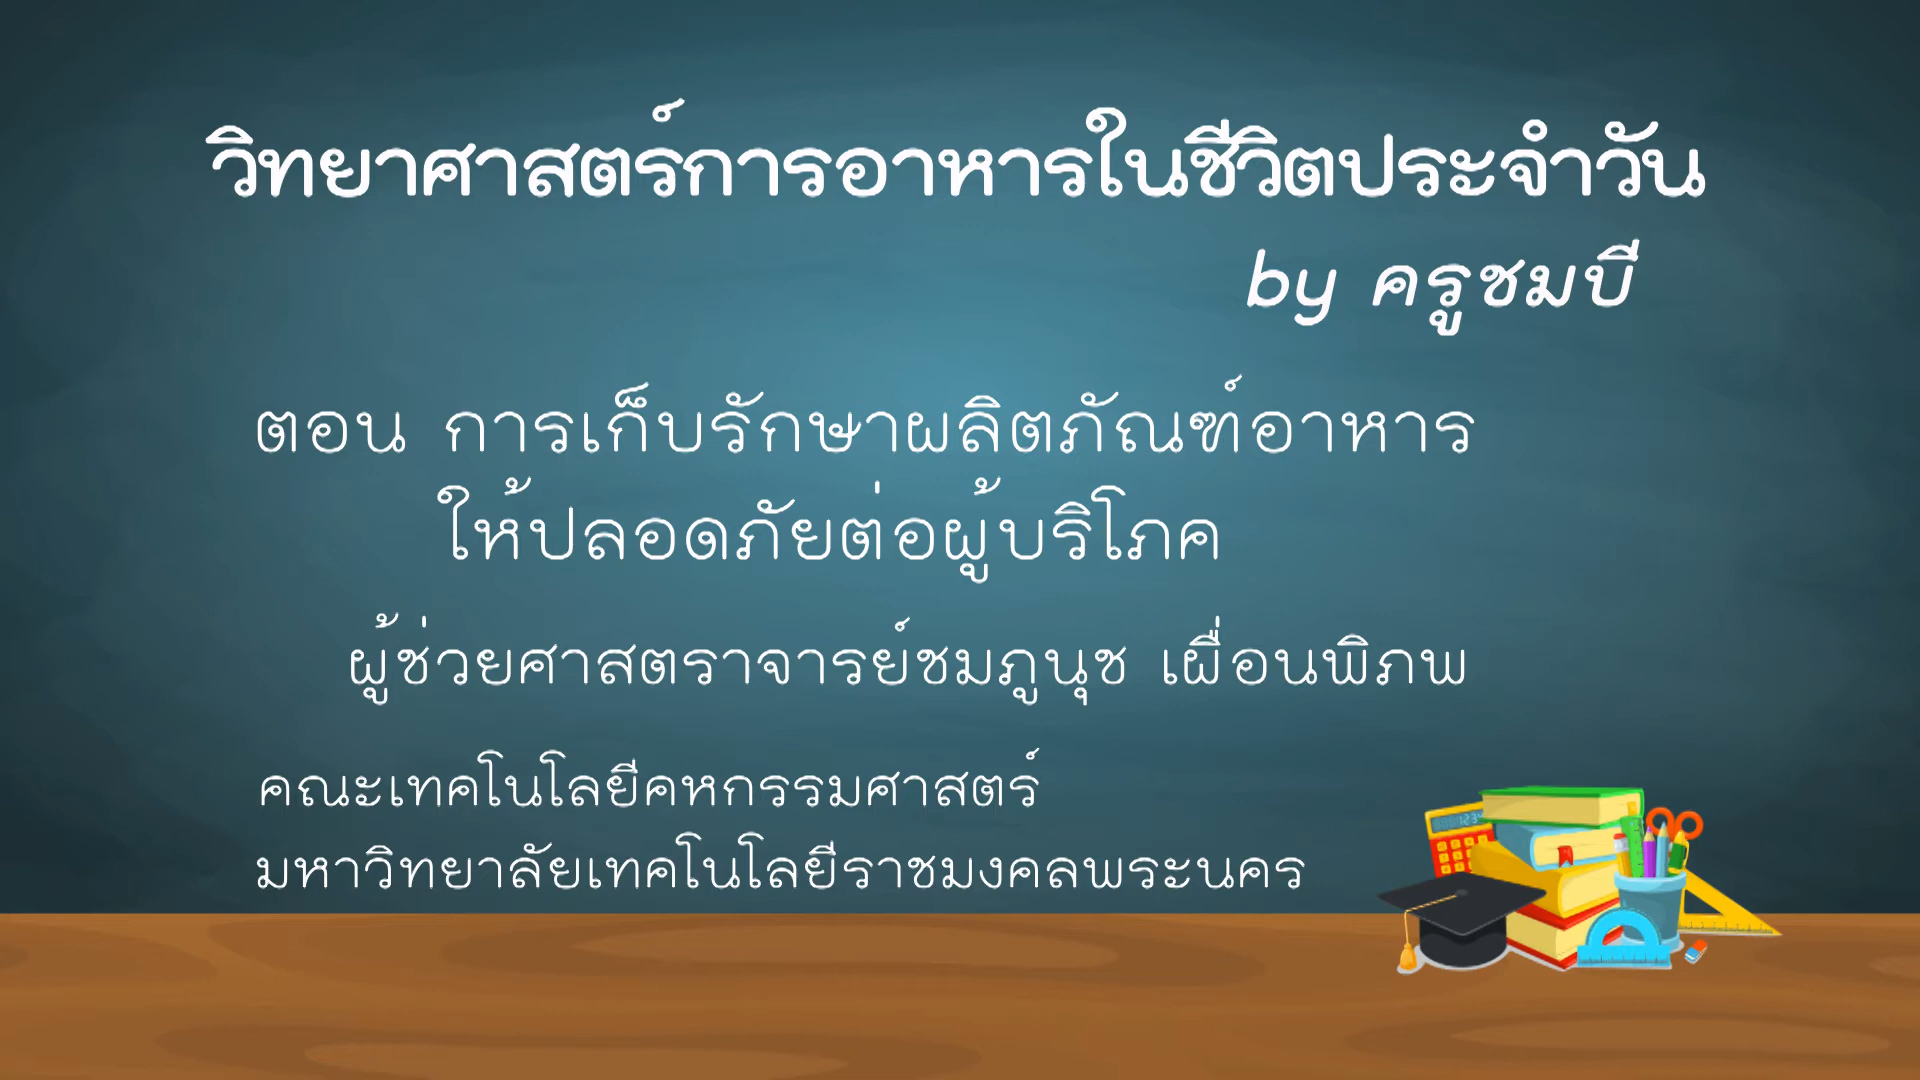 วิทยาศาสตร์การอาหารในชีวิตประจำวัน
by ครูชมบี
ตอน การเก็บรักษาผลิตภัณฑ์อาหาร
ให้ปลอดภัยต่อผู้บริโภค
ผู้ช่วยศาสตราจารย์ชมภูนุช เผื่อนพิภพ
คณะเทคโนโลยีคหกรรมศาสตร์
มหาวิทยาลัยเทคโนโลยีราชมงคลพระนคร